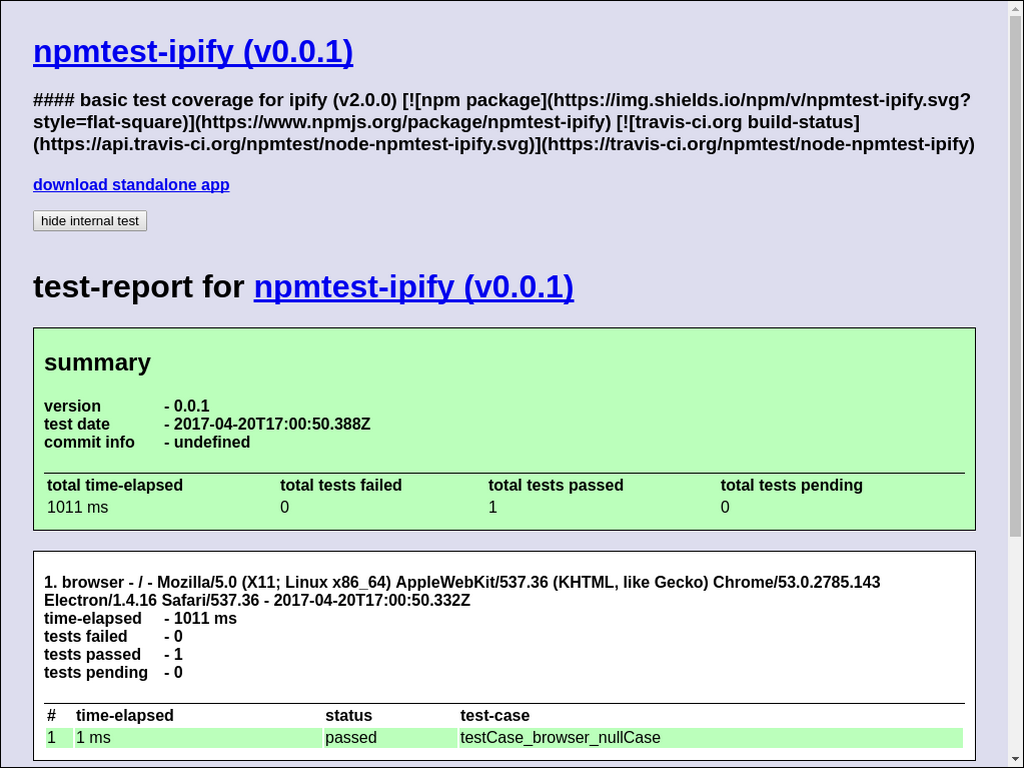 npmtest-ipify (v0.0.1)
#### basic test coverage for ipify (v2.0.0) [![npm package](https://img.shields.io/npm/v/npmtest-ipify.svg?
style=flat-square)](https://www.npmjs.org/package/npmtest-ipify) [![travis-ci.org build-status]
(https://api.travis-ci.org/npmtest/node-npmtest-ipify.svg)](https://travis-ci.org/npmtest/node-npmtest-ipify)
download standalone app
hide internal test
test-report for npmtest-ipify (v0.0.1)
summary
version - 0.0.1
test date - 2017-04-20T17:00:50.388Z
commit info - undefined
total time-elapsed total tests failed total tests passed total tests pending
1011 ms 0 1 0
1. browser - / - Mozilla/5.0 (X11; Linux x86_64) AppleWebKit/537.36 (KHTML, like Gecko) Chrome/53.0.2785.143
Electron/1.4.16 Safari/537.36 - 2017-04-20T17:00:50.332Z
time-elapsed - 1011 ms
tests failed - 0
tests passed - 1
tests pending - 0
# time-elapsed status test-case
1 1 ms passed testCase_browser_nullCase